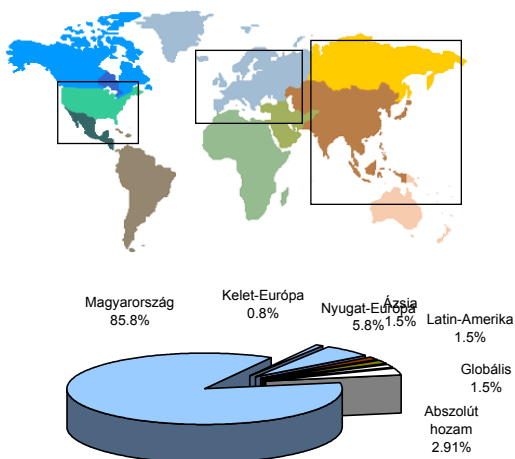 Magyarország
85.8%
Kelet-Európa
0.8%
Nyugat-Európa
5.8%
Ázsia
1.5%
Latin-Amerika
1.5%
Globális
1.5%
Abszolút
hozam
2.91%